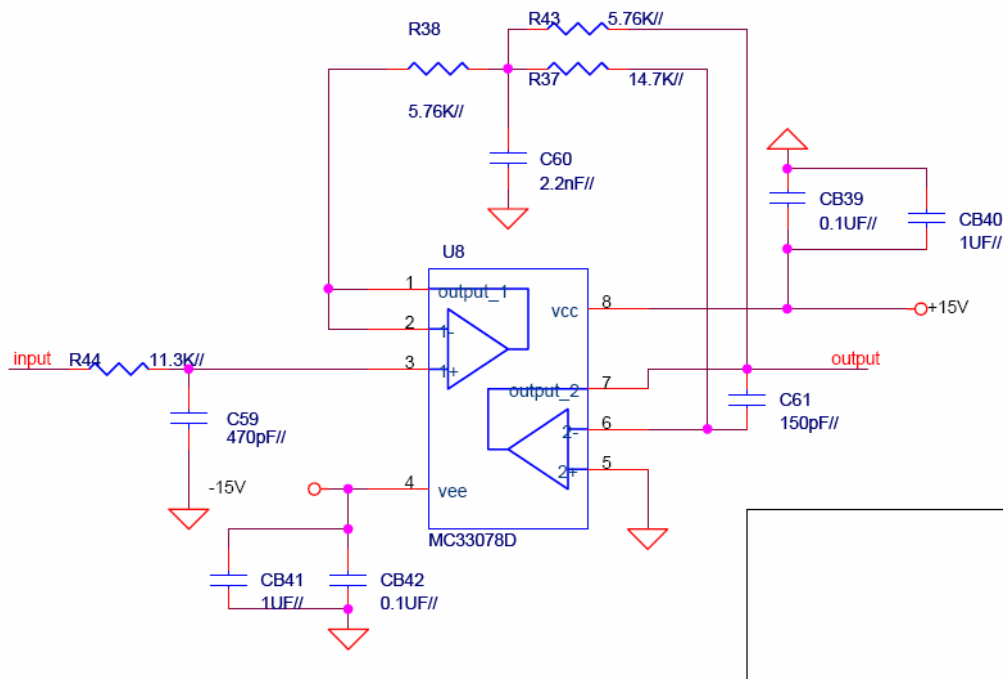 R38
R43 5.76K//
R37 14.7K//
5.76K//
C60
2.2nF//
CB39
0.1UF//
CB40
1UF//
U8
1 output_1
vcc 8
+15V
2 1-
input
R44 11.3K//
3 1+
output
output_2 7
C59
470pF//
C61
150pF//
2- 6
2+ 5
-15V
4 vee
MC33078D
CB41
1UF//
CB42
0.1UF//